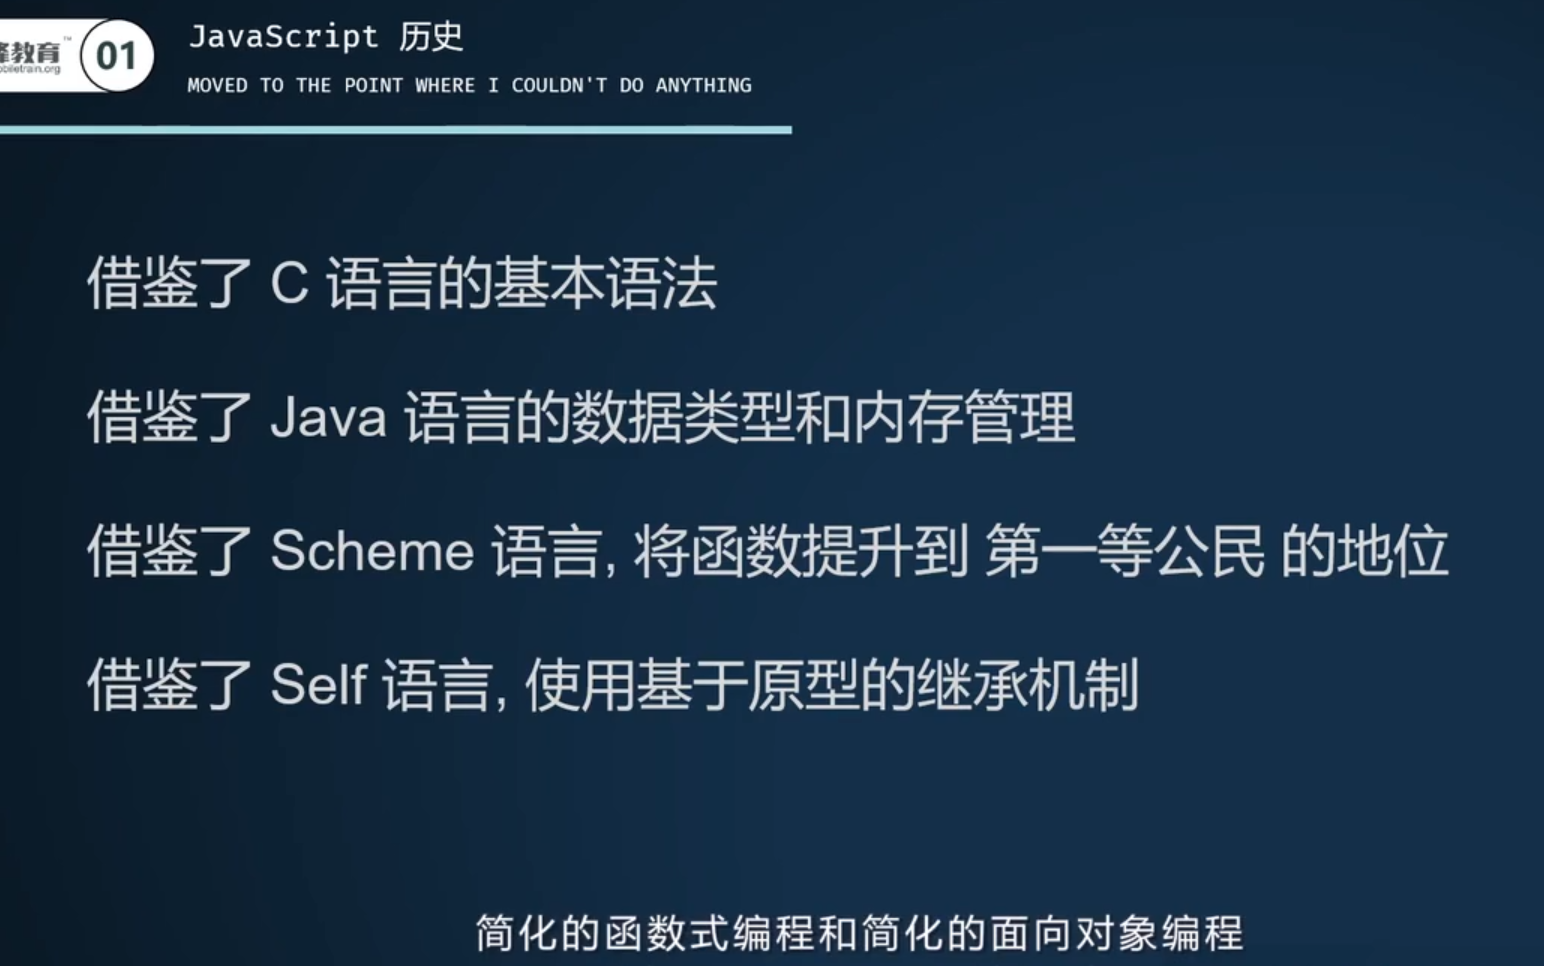 教育™
JavaScript 历史
01
MOVED TO THE POINT WHERE I COULDN'T DO ANYTHING
借鉴了 C 语言的基本语法
借鉴了 Java 语言的数据类型和内存管理
借鉴了 Scheme 语言, 将函数提升到 第一等公民 的地位
借鉴了 Self 语言, 使用基于原型的继承机制
简化的函数式编程和简化的面向对象编程